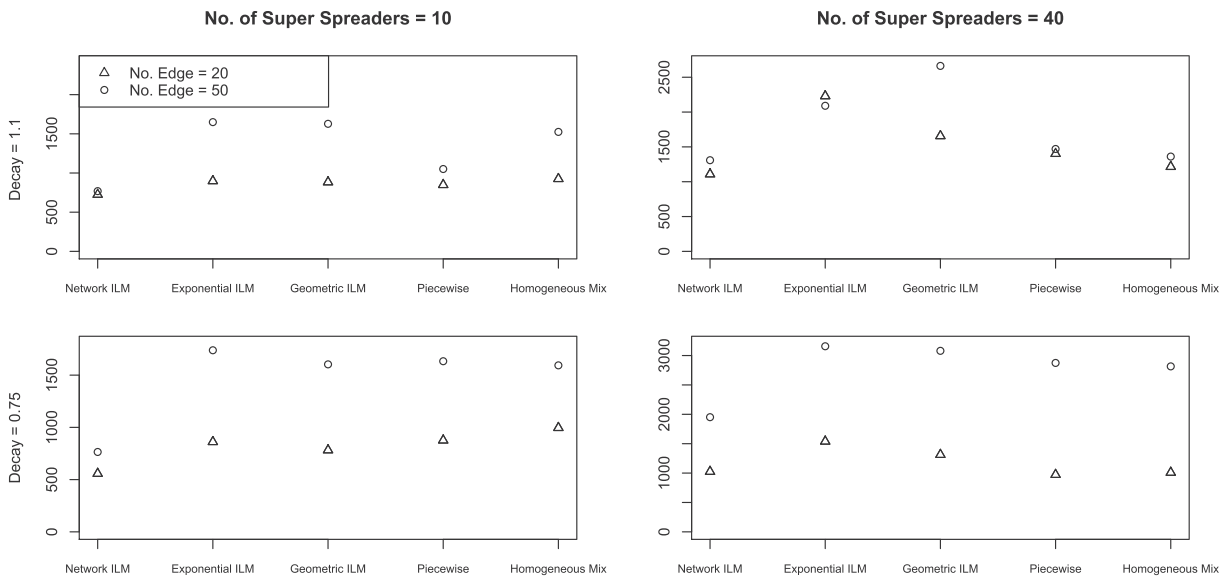 No. of Super Spreaders = 10
No. of Super Spreaders = 40
Decay = 1.1
No. Edge = 20
No. Edge = 50
1500
500
0
Network ILM Exponential ILM Geometric ILM Piecewise Homogeneous Mix
2500
1500
500
0
Network ILM Exponential ILM Geometric ILM Piecewise Homogeneous Mix
Decay = 0.75
1500
1000
500
0
Network ILM Exponential ILM Geometric ILM Piecewise Homogeneous Mix
3000
2000
1000
0
Network ILM Exponential ILM Geometric ILM Piecewise Homogeneous Mix